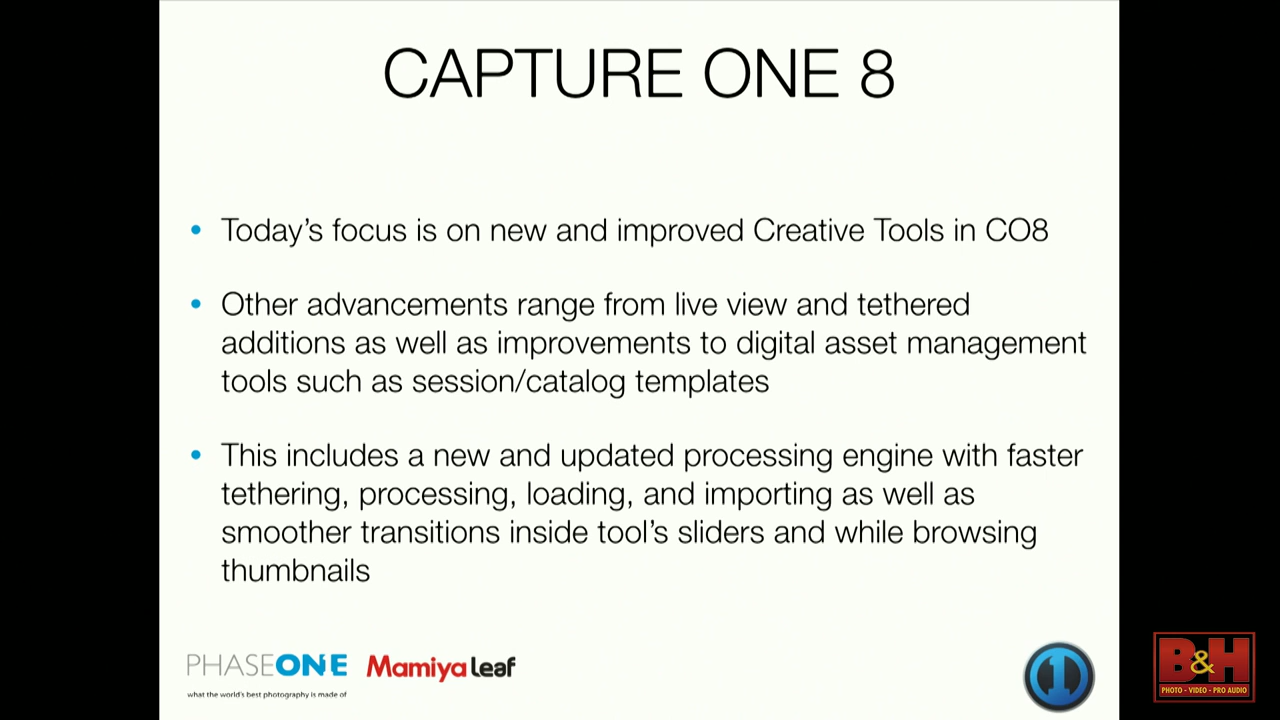 CAPTURE ONE 8
• Today’s focus is on new and improved Creative Tools in CO8
• Other advancements range from live view and tethered
additions as well as improvements to digital asset management
tools such as session/catalog templates
• This includes a new and updated processing engine with faster
tethering, processing, loading, and importing as well as
smoother transitions inside tool’s sliders and while browsing
thumbnails
PHASEONE Mamiya Leaf
what the world's best photography is made of
1
B&H
PHOTO - VIDEO - PRO AUDIO